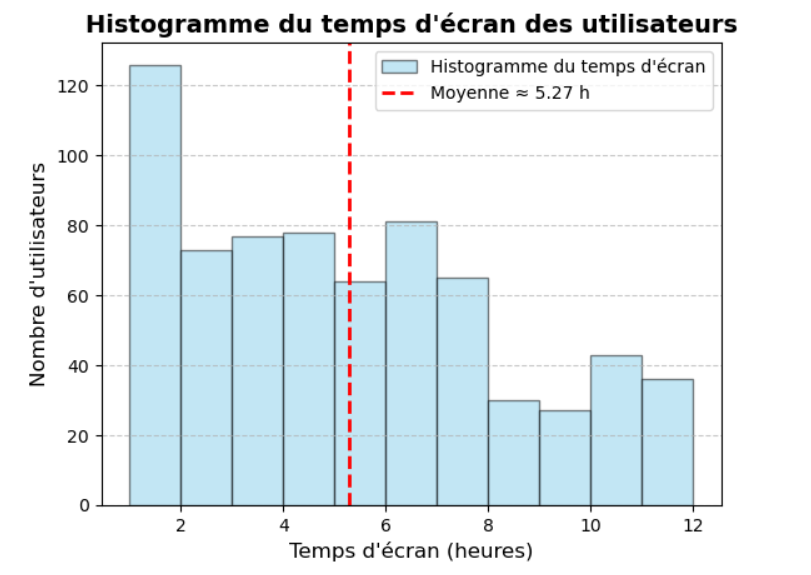 Histogramme du temps d'écran des utilisateurs
Histogramme du temps d'écran
Moyenne ≈ 5.27 h
Nombre d'utilisateurs
120
100
80
60
40
20
0
2 4 6 8 10 12
Temps d'écran (heures)